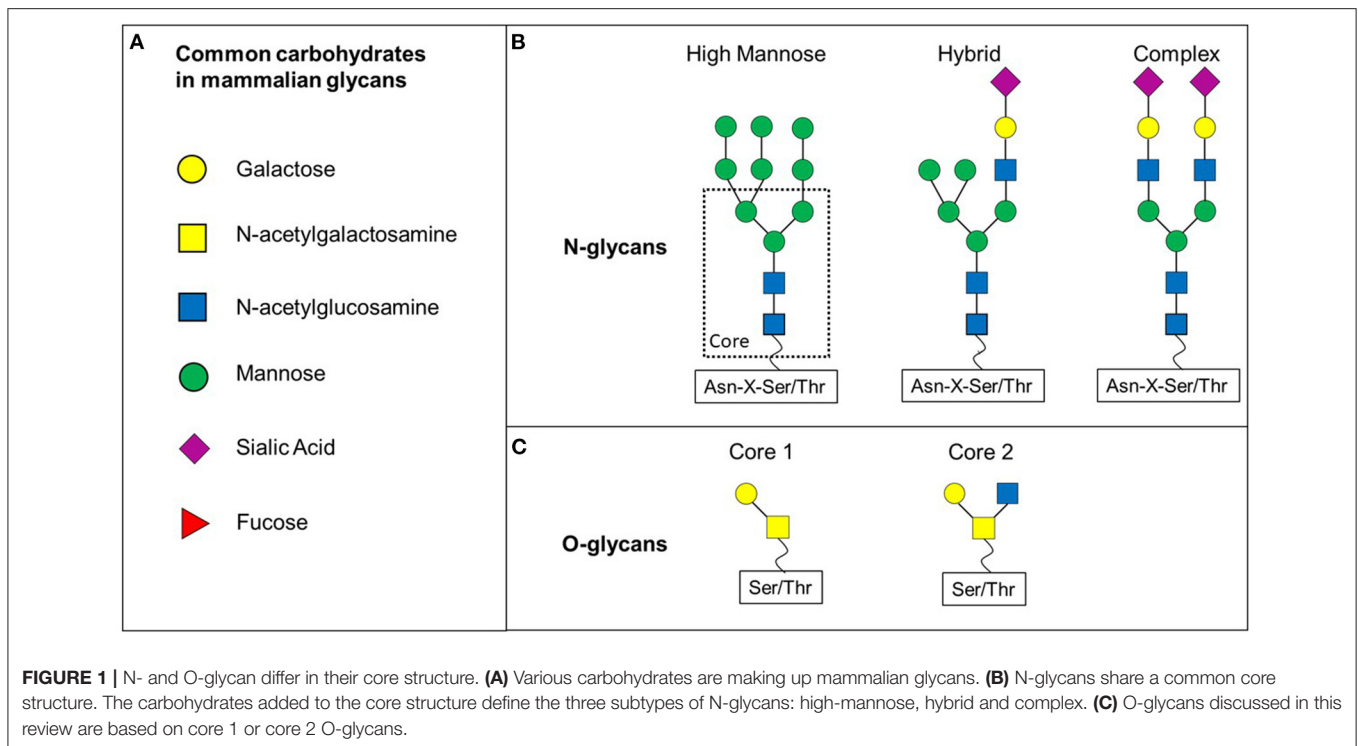 (A)
Common carbohydrates
in mammalian glycans
Galactose
N-acetylgalactosamine
N-acetylglucosamine
Mannose
Sialic Acid
Fucose
(B)
High Mannose
Hybrid
Complex
N-glycans
Core
Asn-X-Ser/Thr
Asn-X-Ser/Thr
Asn-X-Ser/Thr
(C)
Core 1
Core 2
O-glycans
Ser/Thr
Ser/Thr
FIGURE 1 | N- and O-glycan differ in their core structure. (A) Various carbohydrates are making up mammalian glycans. (B) N-glycans share a common core
structure. The carbohydrates added to the core structure define the three subtypes of N-glycans: high-mannose, hybrid and complex. (C) O-glycans discussed in this
review are based on core 1 or core 2 O-glycans.